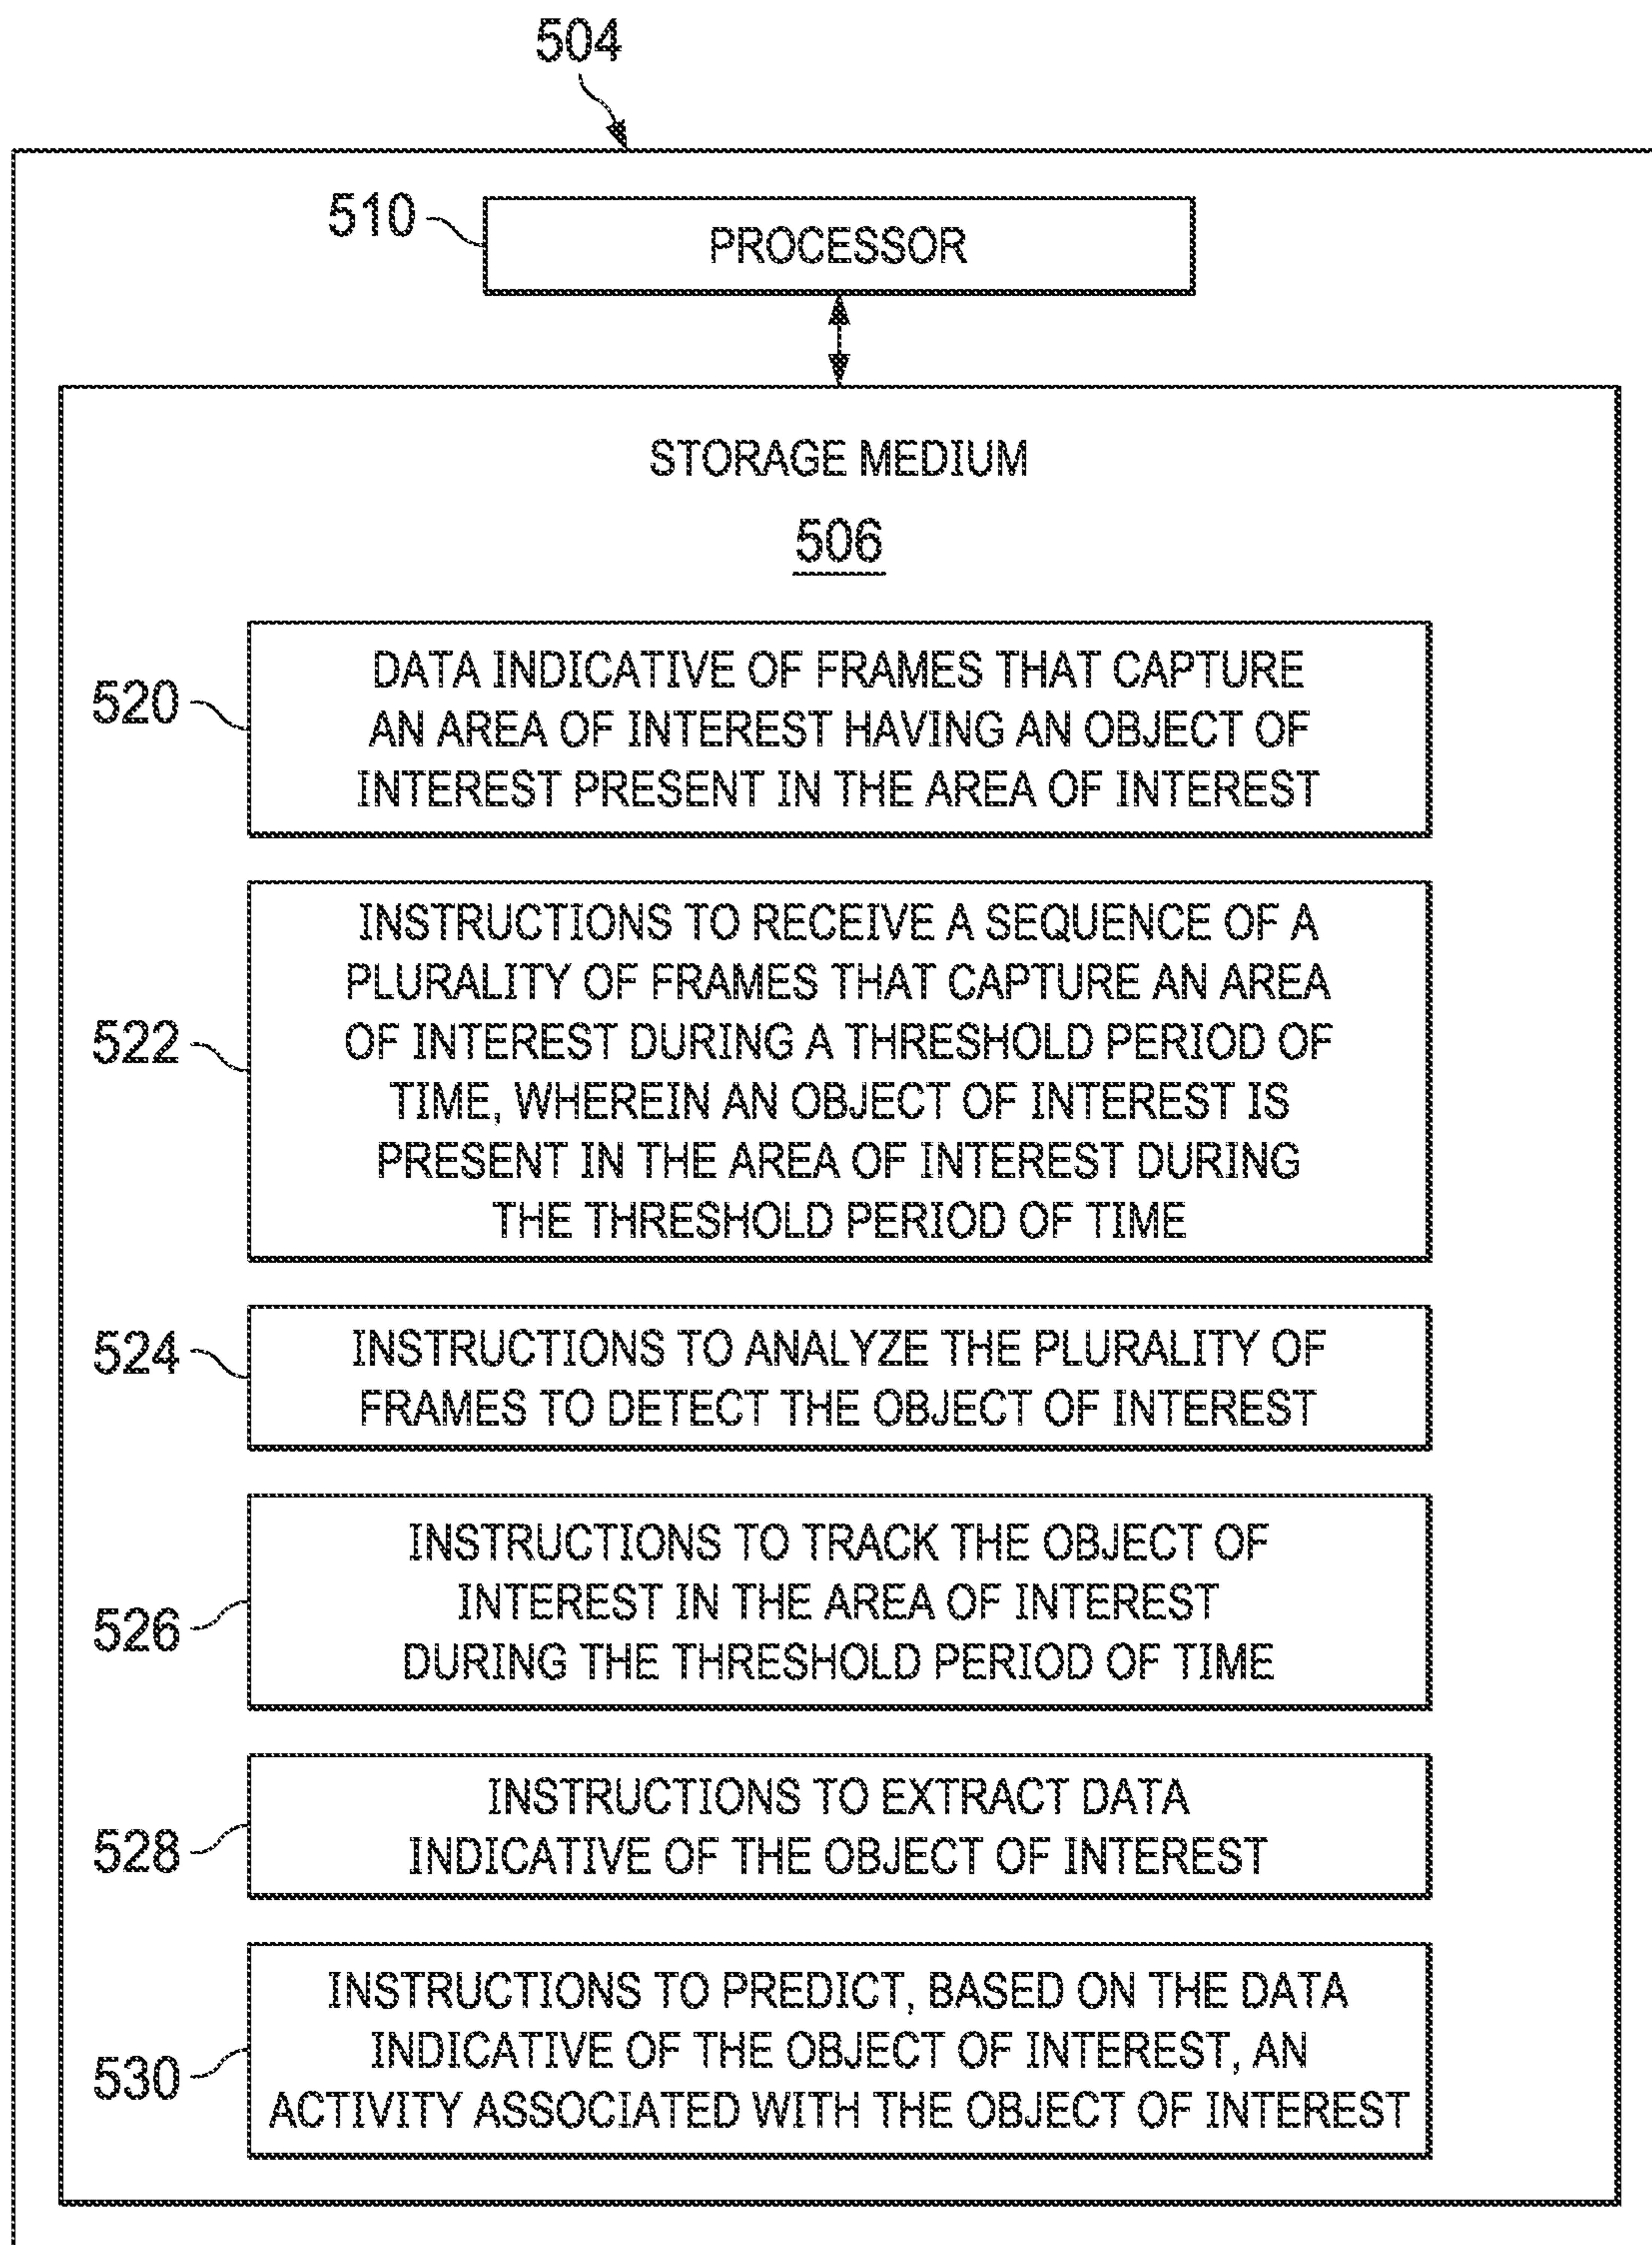 504
510
PROCESSOR
STORAGE MEDIUM
506
520
DATA INDICATIVE OF FRAMES THAT CAPTURE
AN AREA OF INTEREST HAVING AN OBJECT OF
INTEREST PRESENT IN THE AREA OF INTEREST
522
INSTRUCTIONS TO RECEIVE A SEQUENCE OF A
PLURALITY OF FRAMES THAT CAPTURE AN AREA
OF INTEREST DURING A THRESHOLD PERIOD OF
TIME, WHEREIN AN OBJECT OF INTEREST IS
PRESENT IN THE AREA OF INTEREST DURING
THE THRESHOLD PERIOD OF TIME
524
INSTRUCTIONS TO ANALYZE THE PLURALITY OF
FRAMES TO DETECT THE OBJECT OF INTEREST
526
INSTRUCTIONS TO TRACK THE OBJECT OF
INTEREST IN THE AREA OF INTEREST
DURING THE THRESHOLD PERIOD OF TIME
528
INSTRUCTIONS TO EXTRACT DATA
INDICATIVE OF THE OBJECT OF INTEREST
530
INSTRUCTIONS TO PREDICT, BASED ON THE DATA
INDICATIVE OF THE OBJECT OF INTEREST, AN
ACTIVITY ASSOCIATED WITH THE OBJECT OF INTEREST